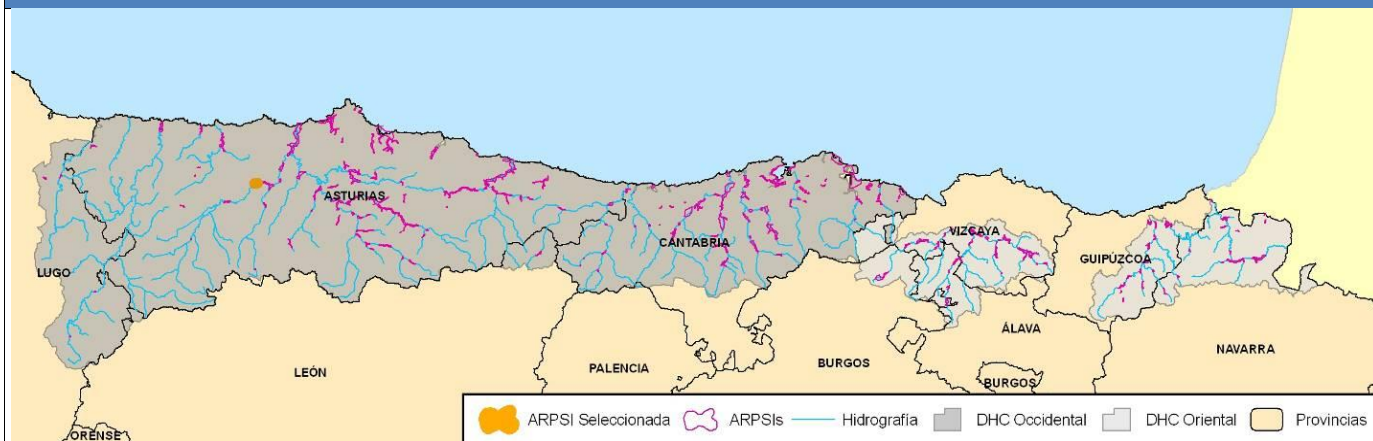 ASTURIAS
CANTABRIA
VIZCAYA
GUIPÚZCOA
LUGO
ÁLAVA
NAVARRA
LEÓN
PALENCIA
BURGOS
BURGOS
ORENSE
ARPSI Seleccionada ARPSIs Hidrografía DHC Occidental DHC Oriental Provincias